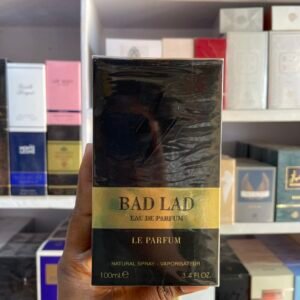 BAD LAD
EAU DE PARFUM
LE PARFUM
NATURAL SPRAY - VAPORISATEUR
100ml e 3.4 FL.OZ.